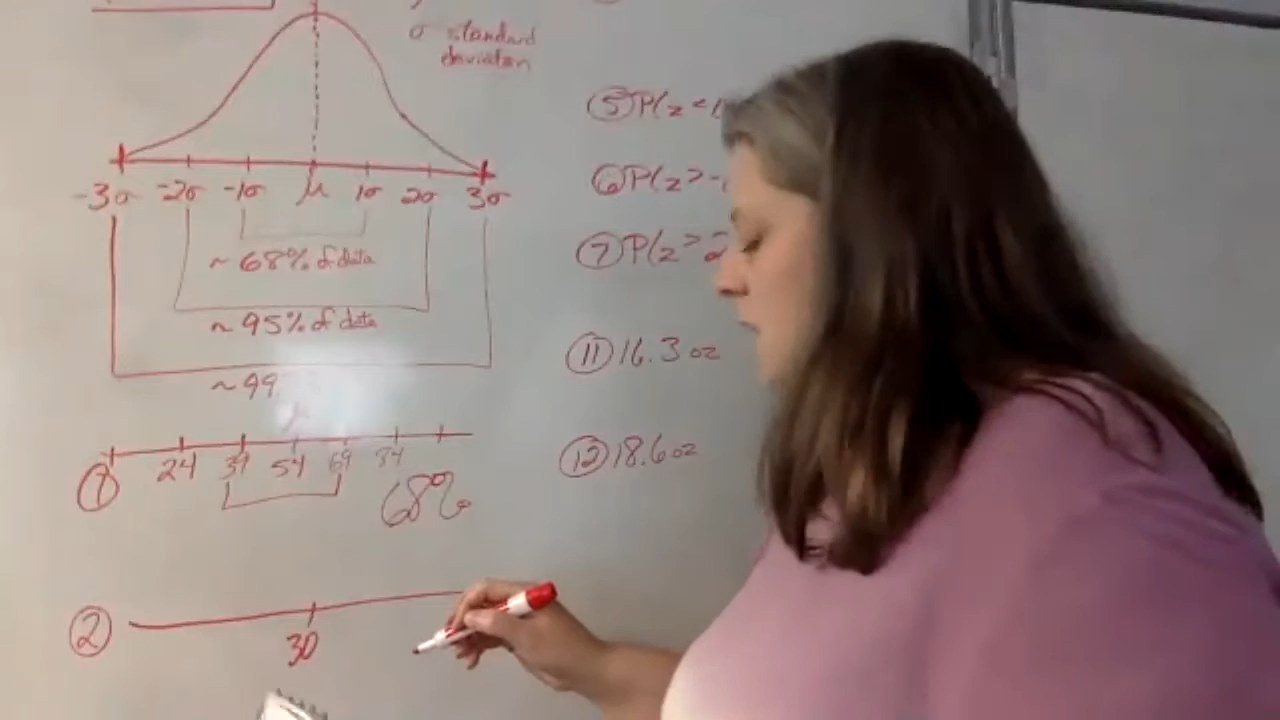 σ standard
deviation
-3σ -2σ -1σ μ 1σ 2σ 3σ
~68% of data
~95% of data
~99
μ
① 24 39 54 69 84
68%
② 30
⑤ P(z <
⑥ P(z > -
⑦ P(z > 2
⑪ 16.3 oz
⑫ 18.6 oz